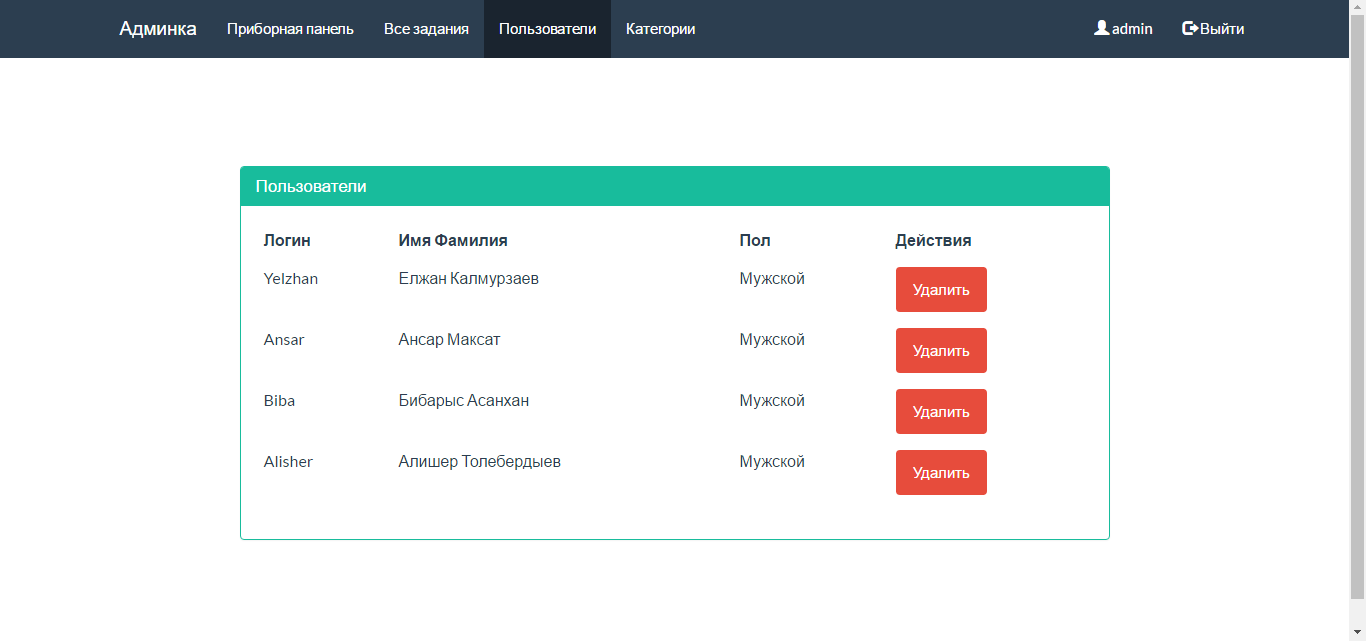 Админка Приборная панель Все задания Пользователи Категории admin Выйти
Пользователи
Логин Имя Фамилия Пол Действия
Yelzhan Елжан Калмурзаев Мужской Удалить
Ansar Ансар Максат Мужской Удалить
Biba Бибарыс Асанхан Мужской Удалить
Alisher Алишер Толебердыев Мужской Удалить